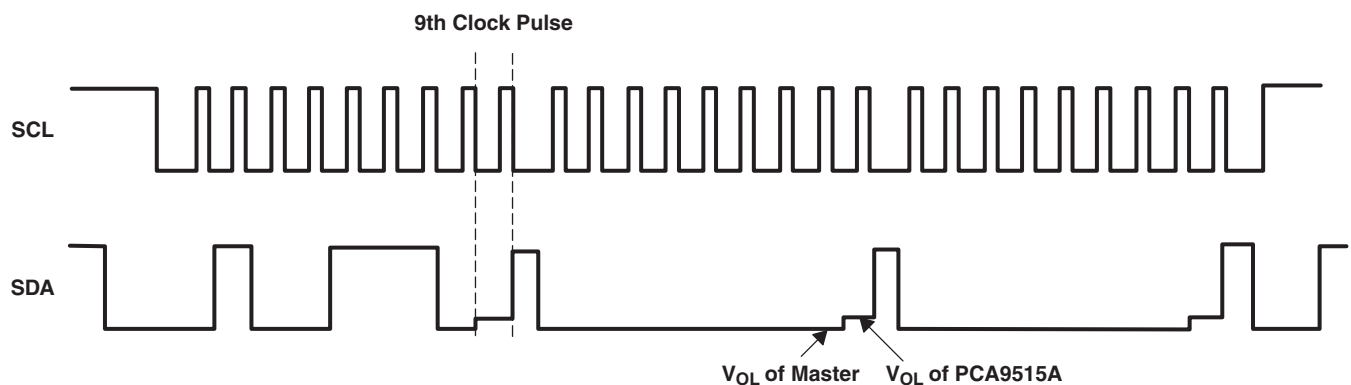 9th Clock Pulse
SCL
SDA
VOL of Master
VOL of PCA9515A